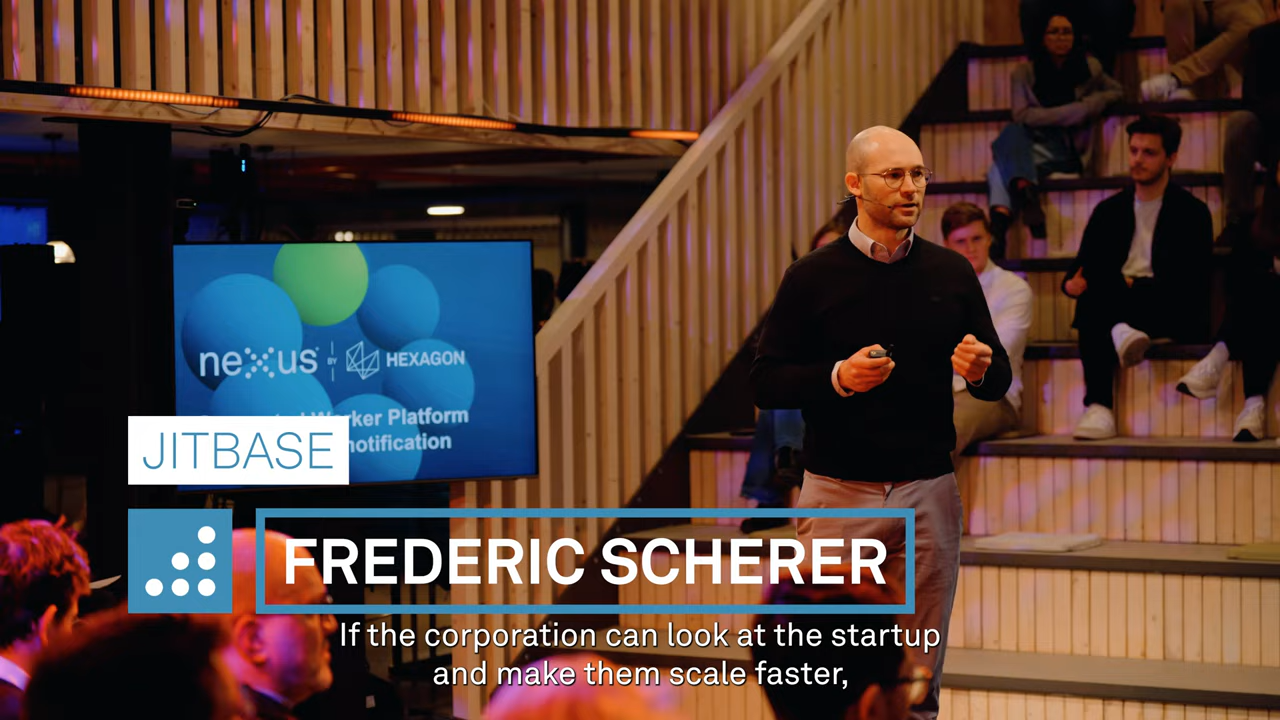 nexus BY HEXAGON
rker Platform
notification
JITBASE
FREDERIC SCHERER
If the corporation can look at the startup
and make them scale faster,